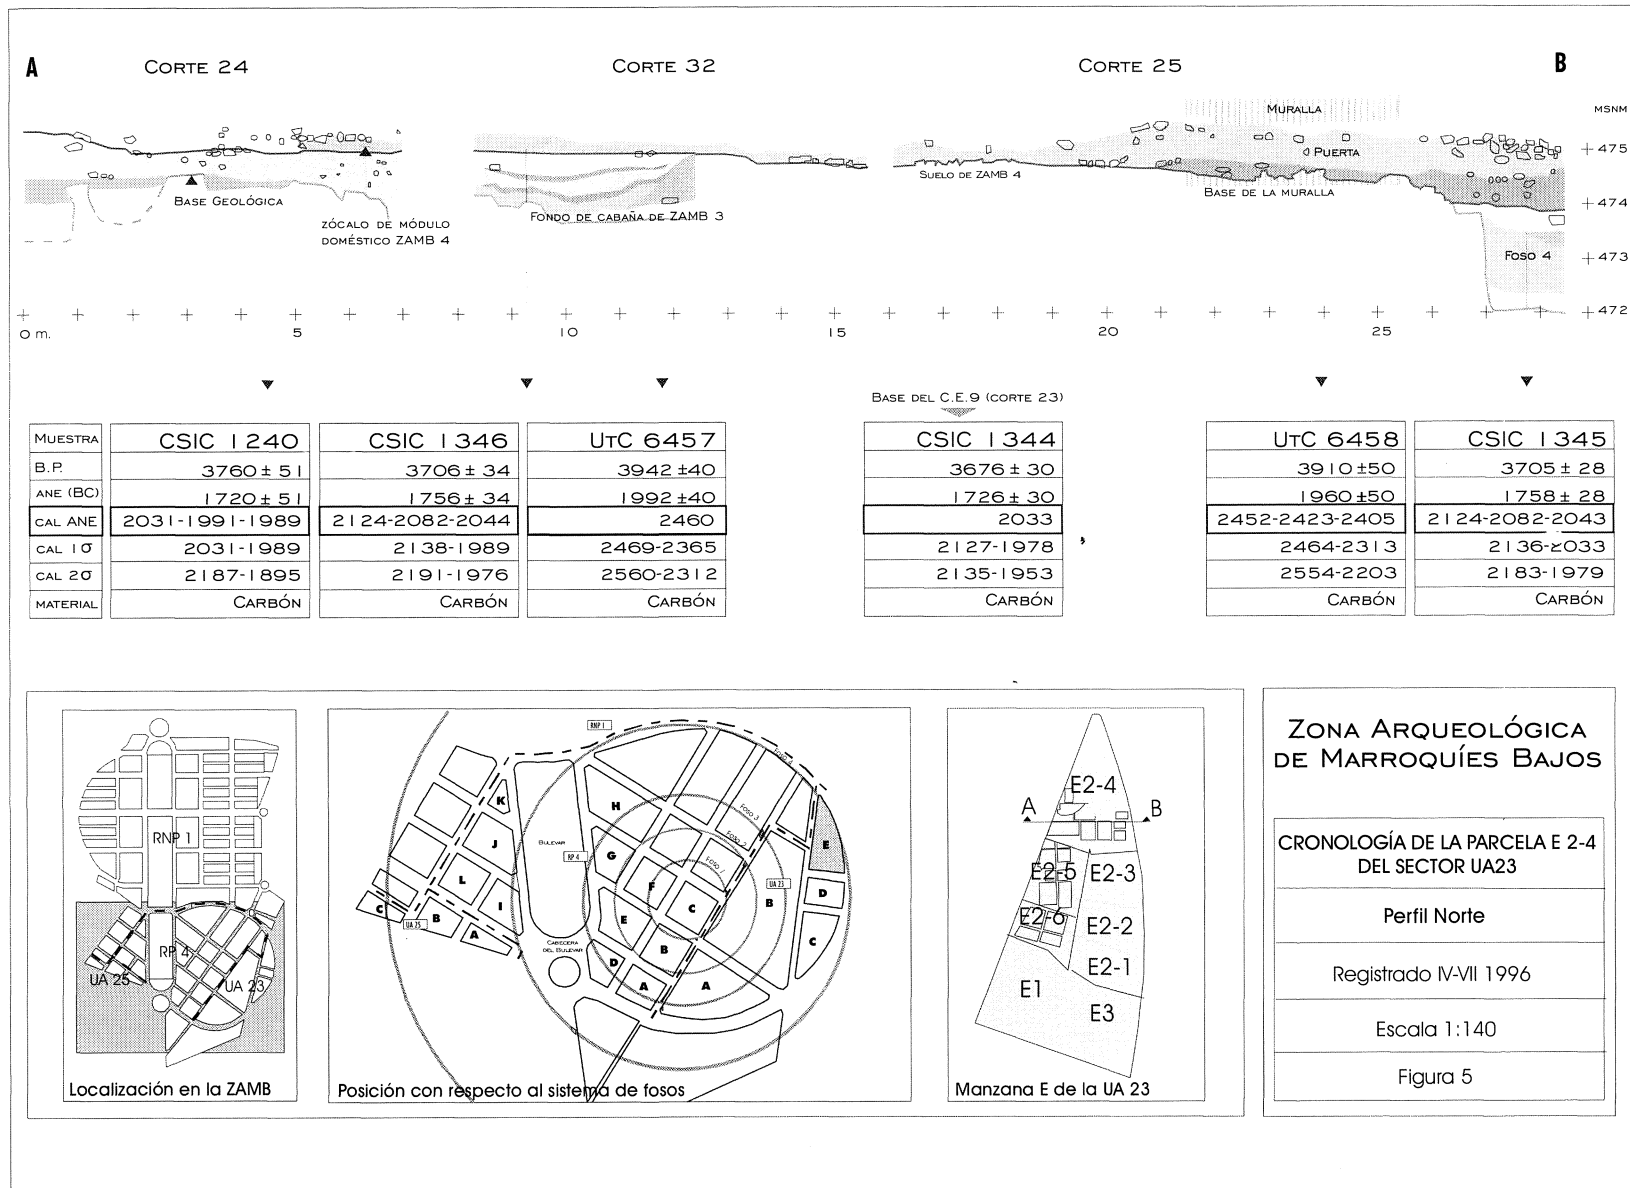 A
CORTE 24
CORTE 32
CORTE 25
B
MSNM
MURALLA
PUERTA
475
SUELO DE ZAMB 4
BASE GEOLÓGICA
BASE DE LA MURALLA
474
FONDO DE CABAÑA DE ZAMB 3
ZÓCALO DE MÓDULO
DOMÉSTICO ZAMB 4
FOSO 4
473
472
0 m.
5
10
15
20
25
BASE DEL C.E.9 (CORTE 23)
MUESTRA CSIC 1240 CSIC 1346 UTC 6457 CSIC 1344 UTC 6458 CSIC 1345
B.P. 3760± 51 3706± 34 3942 ±40 3676± 30 3910±50 3705± 28
ANE (BC) 1720± 51 1756± 34 1992 ±40 1726± 30 1960 ±50 1758± 28
CAL ANE 2031-1991-1989 2124-2082-2044 2460 2033 2452-2423-2405 2124-2082-2043
CAL 1σ 2031-1989 2138-1989 2469-2365 2127-1978 2464-2313 2136-2033
CAL 2σ 2187-1895 2191-1976 2560-2312 2135-1953 2554-2203 2183-1979
MATERIAL CARBÓN CARBÓN CARBÓN CARBÓN CARBÓN CARBÓN
RNP 1
RP 4
UA 25
UA 23
Localización en la ZAMB
RNP 1
FOSO 4
FOSO 3
FOSO 2
FOSO 1
K
H
J
BULEVAR
RP 4
G
E
L
F
UA 23
D
C
B
I
C
B
UA 25
A
E
B
C
CABECERA
DEL BULEVAR
D
A
A
Posición con respecto al sistema de fosos
E2-4
A
B
E2-5
E2-3
E2-6
E2-2
E2-1
E1
E3
Manzana E de la UA 23
ZONA ARQUEOLÓGICA
DE MARROQUÍES BAJOS
CRONOLOGÍA DE LA PARCELA E 2-4
DEL SECTOR UA23
Perfil Norte
Registrado IV-VII 1996
Escala 1:140
Figura 5